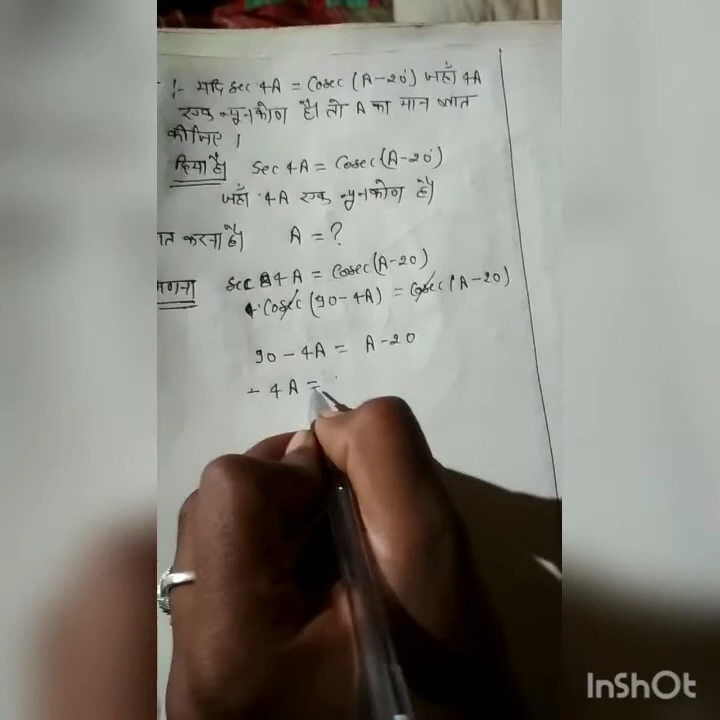 :- यदि sec 4A = Cosec (A-20°) जहाँ 4A
एक न्यूनकोण है। तो A का मान ज्ञात
कीजिए।
दिया है। Sec 4A = Cosec(A-20°)
जहाँ 4A एक न्यूनकोण है।
त करना है। A = ?
गणना sec 4A = Cosec(A-20)
Cosec (90-4A) = Cosec (A-20)
90 - 4A = A-20
- 4A =
InShOt